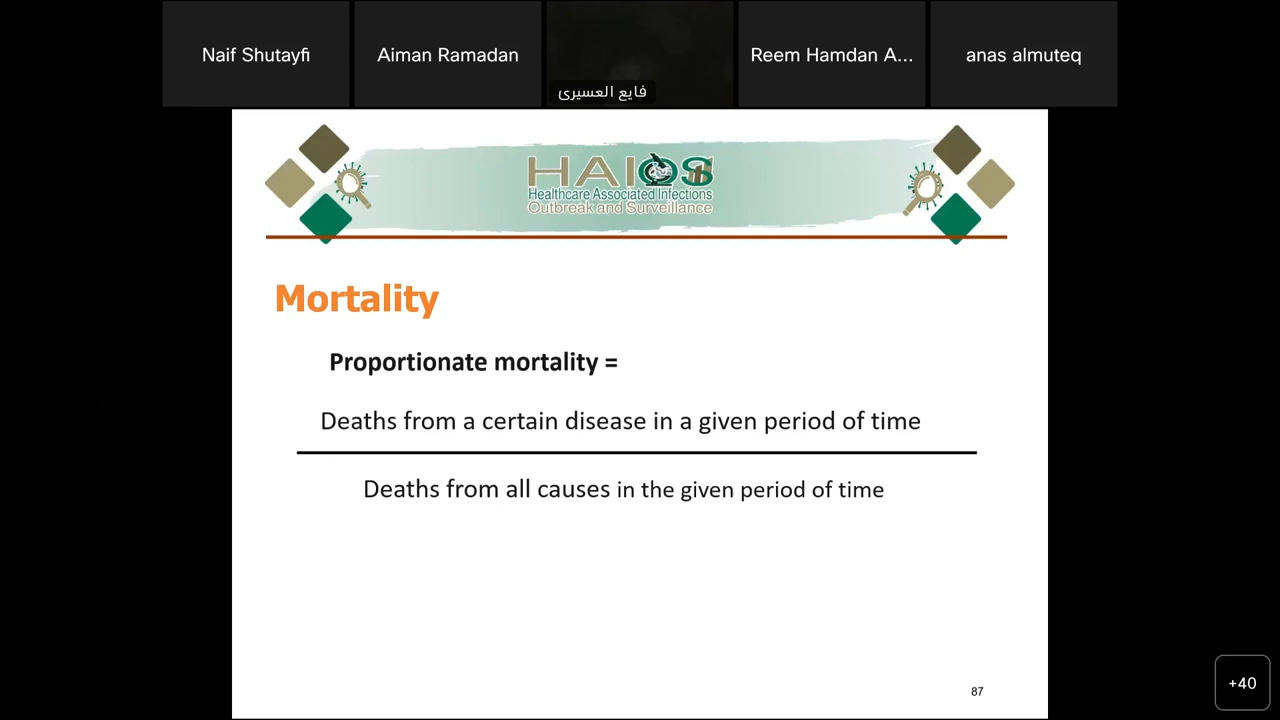 Naif Shutayfi
Aiman Ramadan
فايع العسيرى
Reem Hamdan A...
anas almuteq
HAIOS
Healthcare Associated Infections
Outbreak and Surveillance
Mortality
Proportionate mortality =
Deaths from a certain disease in a given period of time
Deaths from all causes in the given period of time
87
+40